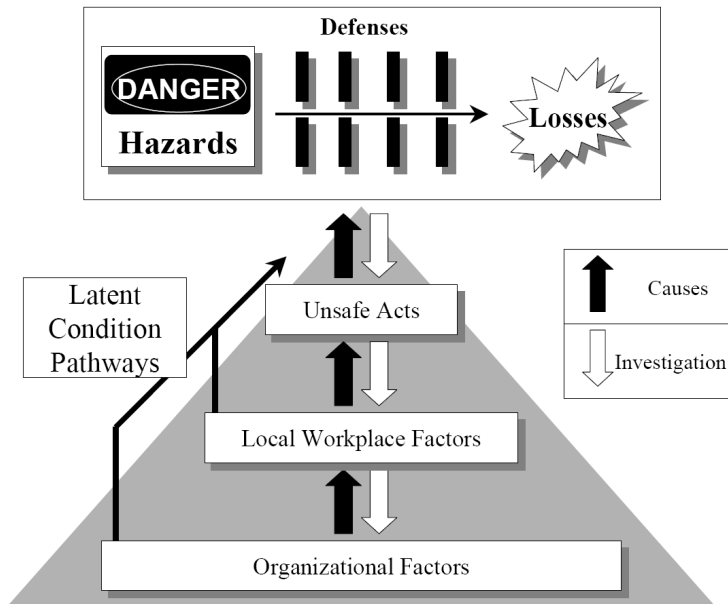 Defenses
DANGER
Hazards
Losses
Latent
Condition
Pathways
Unsafe Acts
Local Workplace Factors
Organizational Factors
Causes
Investigation